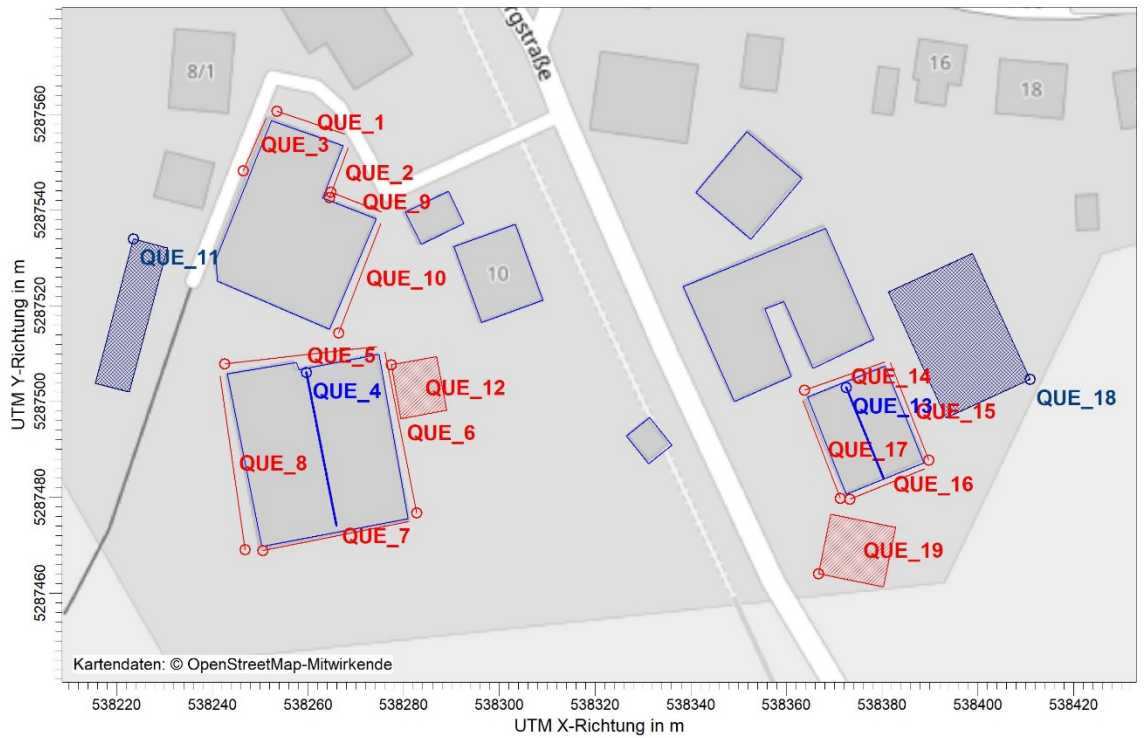 rgstraße
8/1
16
18
QUE_1
QUE_3
QUE_2
QUE_9
QUE_11
QUE_10
10
QUE_5
QUE_4
QUE_12
QUE_6
QUE_8
QUE_7
QUE_14
QUE_13
QUE_18
QUE_15
QUE_17
QUE_16
QUE_19
UTM Y-Richtung in m
5287560
5287540
5287520
5287500
5287480
5287460
Kartendaten: © OpenStreetMap-Mitwirkende
538220 538240 538260 538280 538300 538320 538340 538360 538380 538400 538420
UTM X-Richtung in m